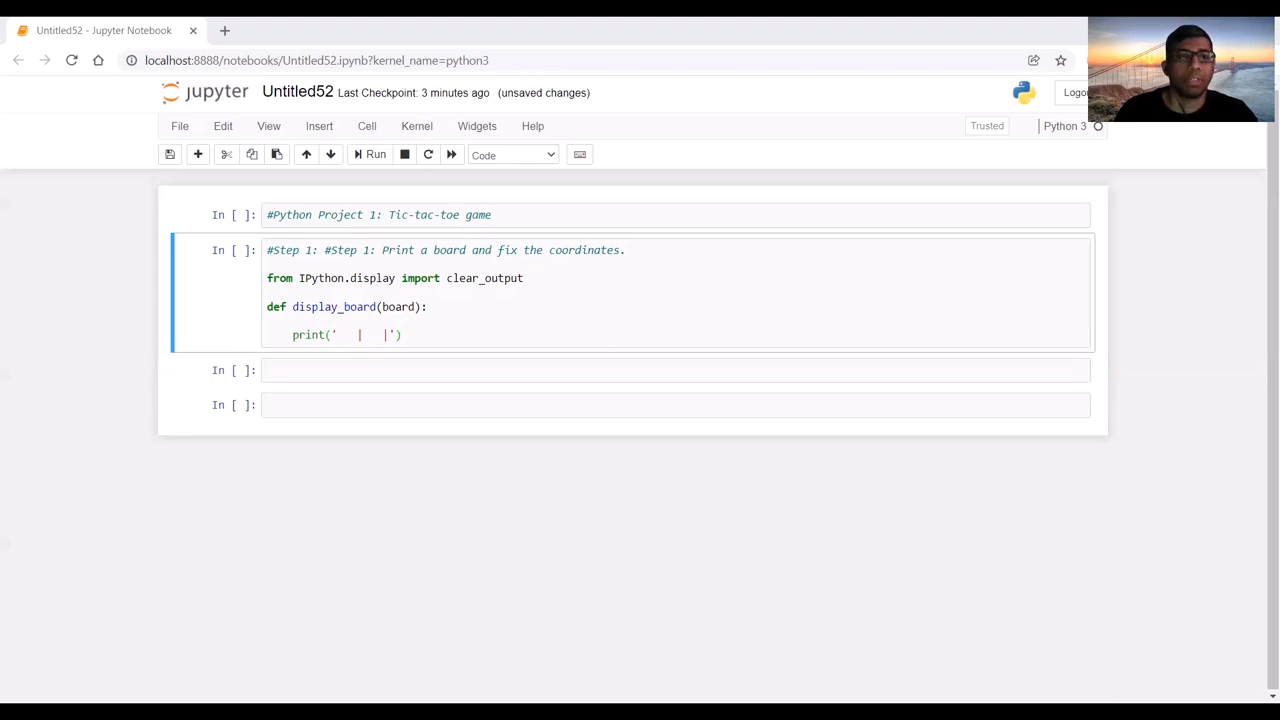 Untitled52 - Jupyter Notebook
localhost:8888/notebooks/Untitled52.ipynb?kernel_name=python3
jupyter Untitled52 Last Checkpoint: 3 minutes ago (unsaved changes)
Logo
File Edit View Insert Cell Kernel Widgets Help
Trusted
Python 3
Run
Code
In [ ]: #Python Project 1: Tic-tac-toe game
In [ ]: #Step 1: #Step 1: Print a board and fix the coordinates.
from IPython.display import clear_output
def display_board(board):
    print('   |   |')
In [ ]:
In [ ]: